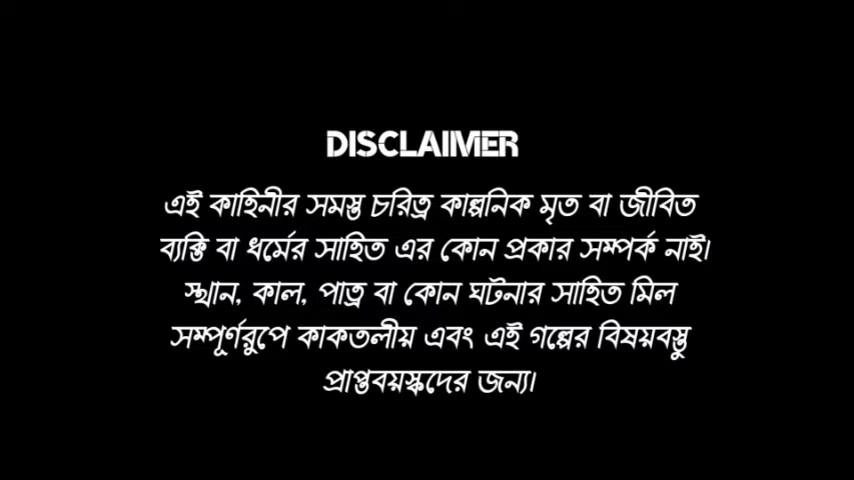 DISCLAIMER
এই কাহিনীর সমস্ত চরিত্র কাল্পনিক মৃত বা জীবিত
ব্যক্তি বা ধর্মের সাহিত এর কোন প্রকার সম্পর্ক নাই।
স্থান, কাল, পাত্র বা কোন ঘটনার সাহিত মিল
সম্পূর্ণরুপে কাকতলীয় এবং এই গল্পের বিষয়বস্তু
প্রাপ্তবয়স্কদের জন্য।